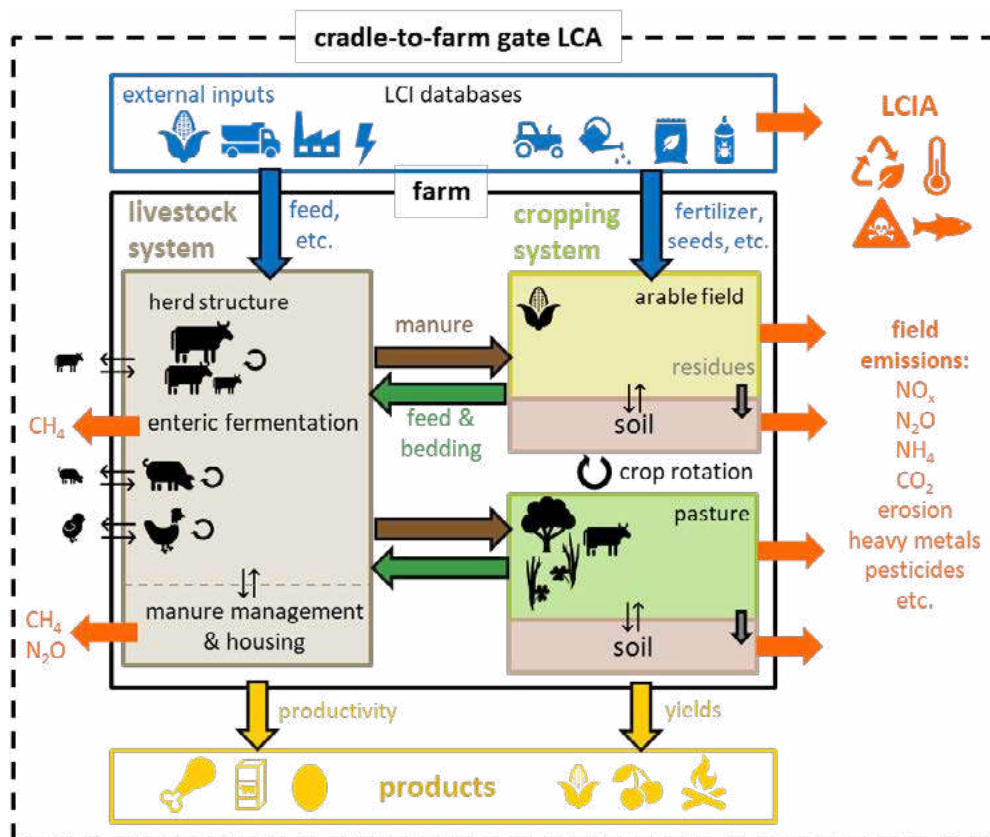 cradle-to-farm gate LCA
external inputs
LCI databases
LCIA
farm
livestock
system
feed,
etc.
cropping
system
fertilizer,
seeds, etc.
herd structure
manure
arable field
residues
soil
field
emissions:
NOₓ
N₂O
NH₄
CO₂
erosion
heavy metals
pesticides
etc.
CH₄
enteric fermentation
feed &
bedding
crop rotation
pasture
soil
CH₄
N₂O
manure management
& housing
productivity
yields
products